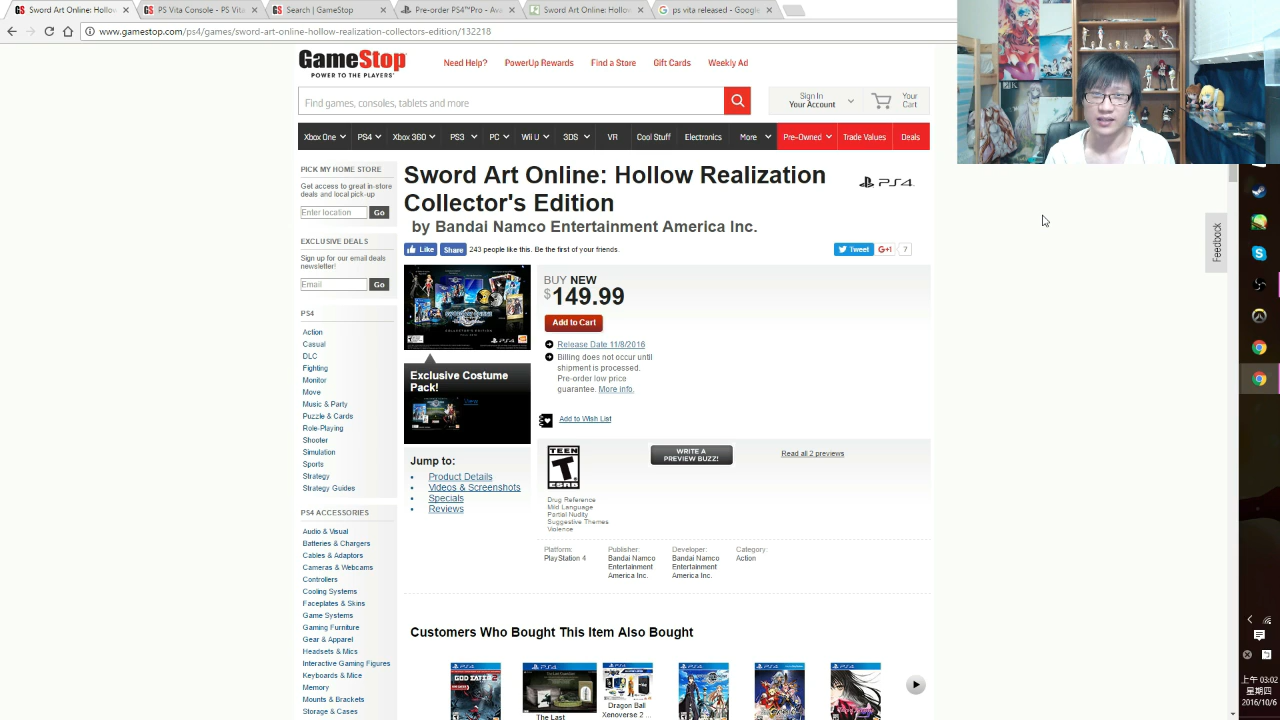 Sword Art Online: Hollow R
PS Vita Console - PS Vita
Search | GameStop
Pre-order PS4™Pro - Awe
Sword Art Online: Hollow
ps vita released - Google
www.gamestop.com/ps4/games/sword-art-online-hollow-realization-collectors-edition/132218
GameStop
POWER TO THE PLAYERS
Need Help?
PowerUp Rewards
Find a Store
Gift Cards
Weekly Ad
Find games, consoles, tablets and more
Sign In
Your Account
Your
Cart
Xbox One
PS4
Xbox 360
PS3
PC
Wii U
3DS
VR
Cool Stuff
Electronics
More
Pre-Owned
Trade Values
Deals
PICK MY HOME STORE
Get access to great in-store
deals and local pick-up
Enter location Go
EXCLUSIVE DEALS
Sign up for our email deals
newsletter!
Email Go
PS4
Action
Casual
DLC
Fighting
Monitor
Move
Music & Party
Puzzle & Cards
Role-Playing
Shooter
Simulation
Sports
Strategy
Strategy Guides
PS4 ACCESSORIES
Audio & Visual
Batteries & Chargers
Cables & Adaptors
Cameras & Webcams
Controllers
Cooling Systems
Faceplates & Skins
Game Systems
Gaming Furniture
Gear & Apparel
Headsets & Mics
Interactive Gaming Figures
Keyboards & Mice
Memory
Mounts & Brackets
Storage & Cases
Sword Art Online: Hollow Realization
Collector's Edition
PS4
by Bandai Namco Entertainment America Inc.
Like Share 243 people like this. Be the first of your friends.
Tweet
G+1 7
BUY NEW
$149.99
Add to Cart
Release Date 11/8/2016
Billing does not occur until
shipment is processed.
Pre-order low price
guarantee. More info.
Add to Wish List
Exclusive Costume
Pack!
View
Jump to:
Product Details
Videos & Screenshots
Specials
Reviews
TEEN
T
ESRB
WRITE A
PREVIEW BUZZ!
Read all 2 previews
Drug Reference
Mild Language
Partial Nudity
Suggestive Themes
Violence
Platform:
PlayStation 4
Publisher:
Bandai Namco
Entertainment
America Inc.
Developer:
Bandai Namco
Entertainment
America Inc.
Category:
Action
Customers Who Bought This Item Also Bought
GOD EATER 2
The Last
Dragon Ball
Xenoverse 2 ...
Feedback
上午 03:02
星期四
2016/10/6